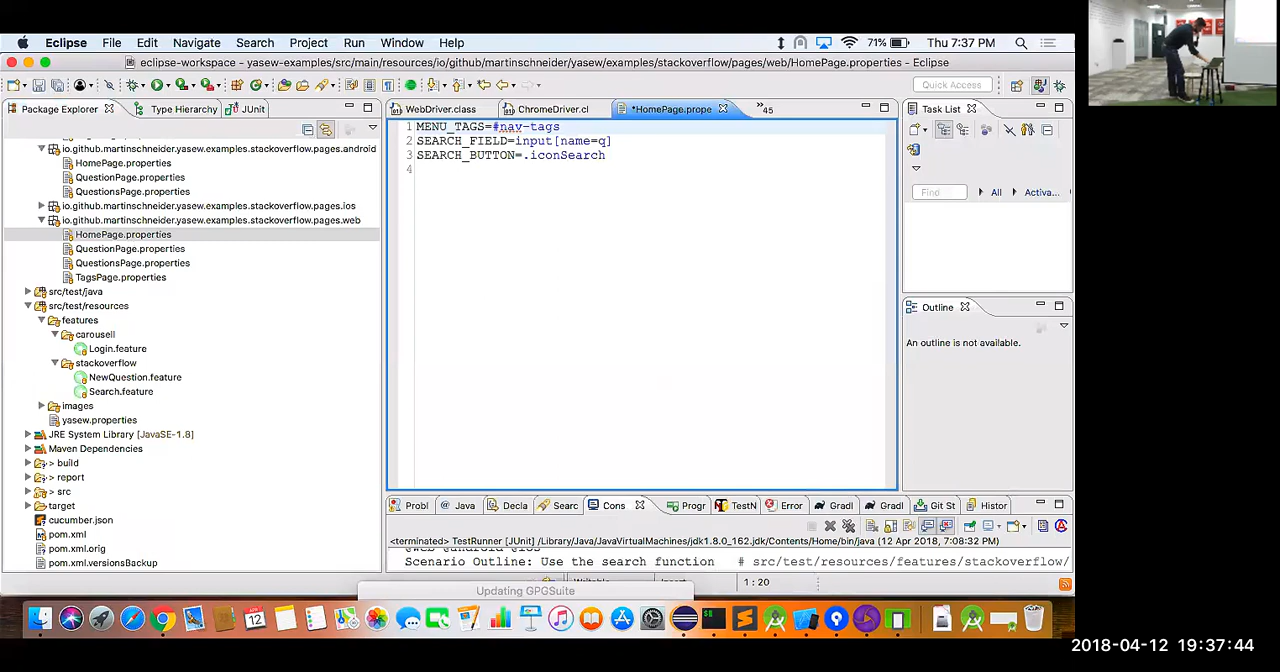 Eclipse File Edit Navigate Search Project Run Window Help 71% Thu 7:37 PM
eclipse-workspace - yasew-examples/src/main/resources/io/github/martinschneider/yasew/examples/stackoverflow/pages/web/HomePage.properties - Eclipse
Quick Access
Package Explorer Type Hierarchy JUnit
io.github.martinschneider.yasew.examples.stackoverflow.pages.android
HomePage.properties
QuestionPage.properties
QuestionsPage.properties
io.github.martinschneider.yasew.examples.stackoverflow.pages.ios
io.github.martinschneider.yasew.examples.stackoverflow.pages.web
HomePage.properties
QuestionPage.properties
QuestionsPage.properties
TagsPage.properties
src/test/java
src/test/resources
features
carousell
Login.feature
stackoverflow
NewQuestion.feature
Search.feature
images
yasew.properties
JRE System Library [JavaSE-1.8]
Maven Dependencies
> build
> report
> src
target
cucumber.json
pom.xml
pom.xml.orig
pom.xml.versionsBackup
WebDriver.class ChromeDriver.cl *HomePage.prope »45
1 MENU_TAGS=#nav-tags
2 SEARCH_FIELD=input[name=q]
3 SEARCH_BUTTON=.iconSearch
4
Task List
Find All Activa...
Outline
An outline is not available.
Probl Java Decla Searc Cons Progr TestN Error Gradl Gradl Git St Histor
<terminated> TestRunner [JUnit] /Library/Java/JavaVirtualMachines/jdk1.8.0_162.jdk/Contents/Home/bin/java (12 Apr 2018, 7:08:32 PM)
Scenario Outline: Use the search function # src/test/resources/features/stackoverflow/
1 : 20
Updating GPGSuite
12
2018-04-12 19:37:44